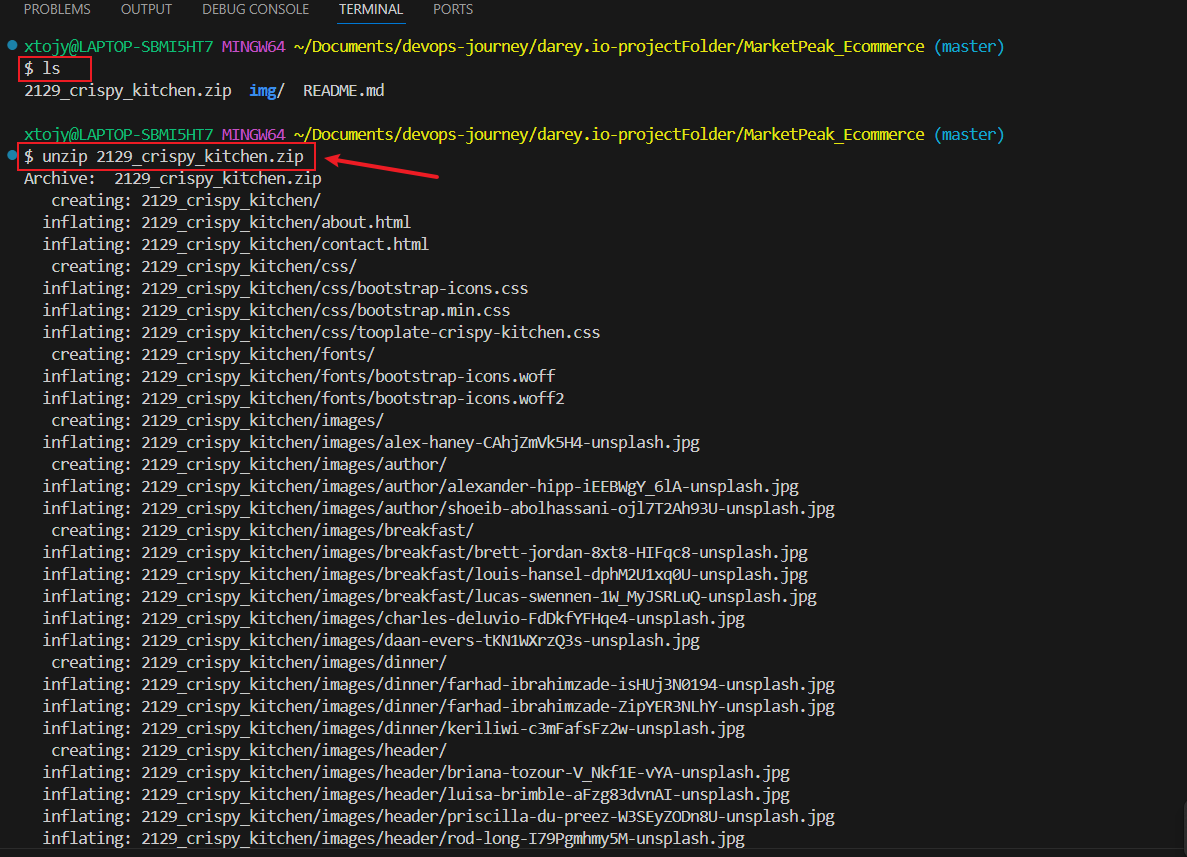 PROBLEMS OUTPUT DEBUG CONSOLE TERMINAL PORTS
xtojy@LAPTOP-SBMI5HT7 MINGW64 ~/Documents/devops-journey/darey.io-projectFolder/MarketPeak_Ecommerce (master)
$ ls
2129_crispy_kitchen.zip img/ README.md
xtojy@LAPTOP-SBMI5HT7 MINGW64 ~/Documents/devops-journey/darey.io-projectFolder/MarketPeak_Ecommerce (master)
$ unzip 2129_crispy_kitchen.zip
Archive: 2129_crispy_kitchen.zip
creating: 2129_crispy_kitchen/
inflating: 2129_crispy_kitchen/about.html
inflating: 2129_crispy_kitchen/contact.html
creating: 2129_crispy_kitchen/css/
inflating: 2129_crispy_kitchen/css/bootstrap-icons.css
inflating: 2129_crispy_kitchen/css/bootstrap.min.css
inflating: 2129_crispy_kitchen/css/tooplate-crispy-kitchen.css
creating: 2129_crispy_kitchen/fonts/
inflating: 2129_crispy_kitchen/fonts/bootstrap-icons.woff
inflating: 2129_crispy_kitchen/fonts/bootstrap-icons.woff2
creating: 2129_crispy_kitchen/images/
inflating: 2129_crispy_kitchen/images/alex-haney-CAhjZmVk5H4-unsplash.jpg
creating: 2129_crispy_kitchen/images/author/
inflating: 2129_crispy_kitchen/images/author/alexander-hipp-iEEBWgY_6lA-unsplash.jpg
inflating: 2129_crispy_kitchen/images/author/shoeib-abolhassani-ojl7T2Ah93U-unsplash.jpg
creating: 2129_crispy_kitchen/images/breakfast/
inflating: 2129_crispy_kitchen/images/breakfast/brett-jordan-8xt8-HIFqc8-unsplash.jpg
inflating: 2129_crispy_kitchen/images/breakfast/louis-hansel-dphM2U1xq0U-unsplash.jpg
inflating: 2129_crispy_kitchen/images/breakfast/lucas-swennen-1W_MyJSRLuQ-unsplash.jpg
inflating: 2129_crispy_kitchen/images/charles-deluvio-FdDkfYFHqe4-unsplash.jpg
inflating: 2129_crispy_kitchen/images/daan-evers-tKN1WXrzQ3s-unsplash.jpg
creating: 2129_crispy_kitchen/images/dinner/
inflating: 2129_crispy_kitchen/images/dinner/farhad-ibrahimzade-isHUj3N0194-unsplash.jpg
inflating: 2129_crispy_kitchen/images/dinner/farhad-ibrahimzade-ZipYER3NLhY-unsplash.jpg
inflating: 2129_crispy_kitchen/images/dinner/keriliwi-c3mFafsFz2w-unsplash.jpg
creating: 2129_crispy_kitchen/images/header/
inflating: 2129_crispy_kitchen/images/header/briana-tozour-V_Nkf1E-vYA-unsplash.jpg
inflating: 2129_crispy_kitchen/images/header/luisa-brimble-aFzg83dvnAI-unsplash.jpg
inflating: 2129_crispy_kitchen/images/header/priscilla-du-preez-W3SEyZODn8U-unsplash.jpg
inflating: 2129_crispy_kitchen/images/header/rod-long-I79Pgmhmy5M-unsplash.jpg